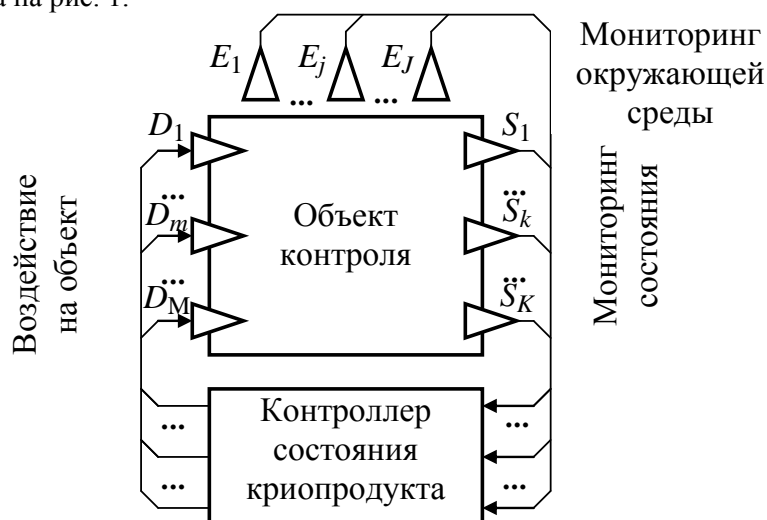 а на рис. 1.
E1 ... Ej ... EJ
Мониторинг
окружающей
среды
D1
...
Dm
...
DM
Воздействие
на объект
Объект
контроля
S1
...
Sk
...
SK
Мониторинг
состояния
Контроллер
состояния
криопродукта
...
...
...
...